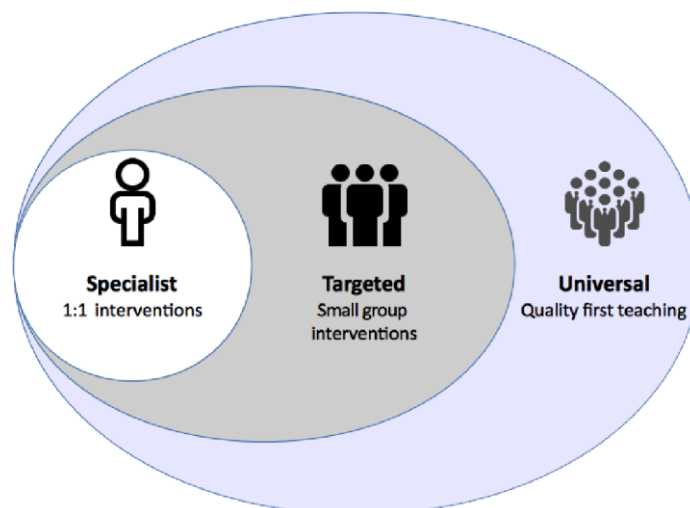 Specialist
1:1 interventions
Targeted
Small group
interventions
Universal
Quality first teaching